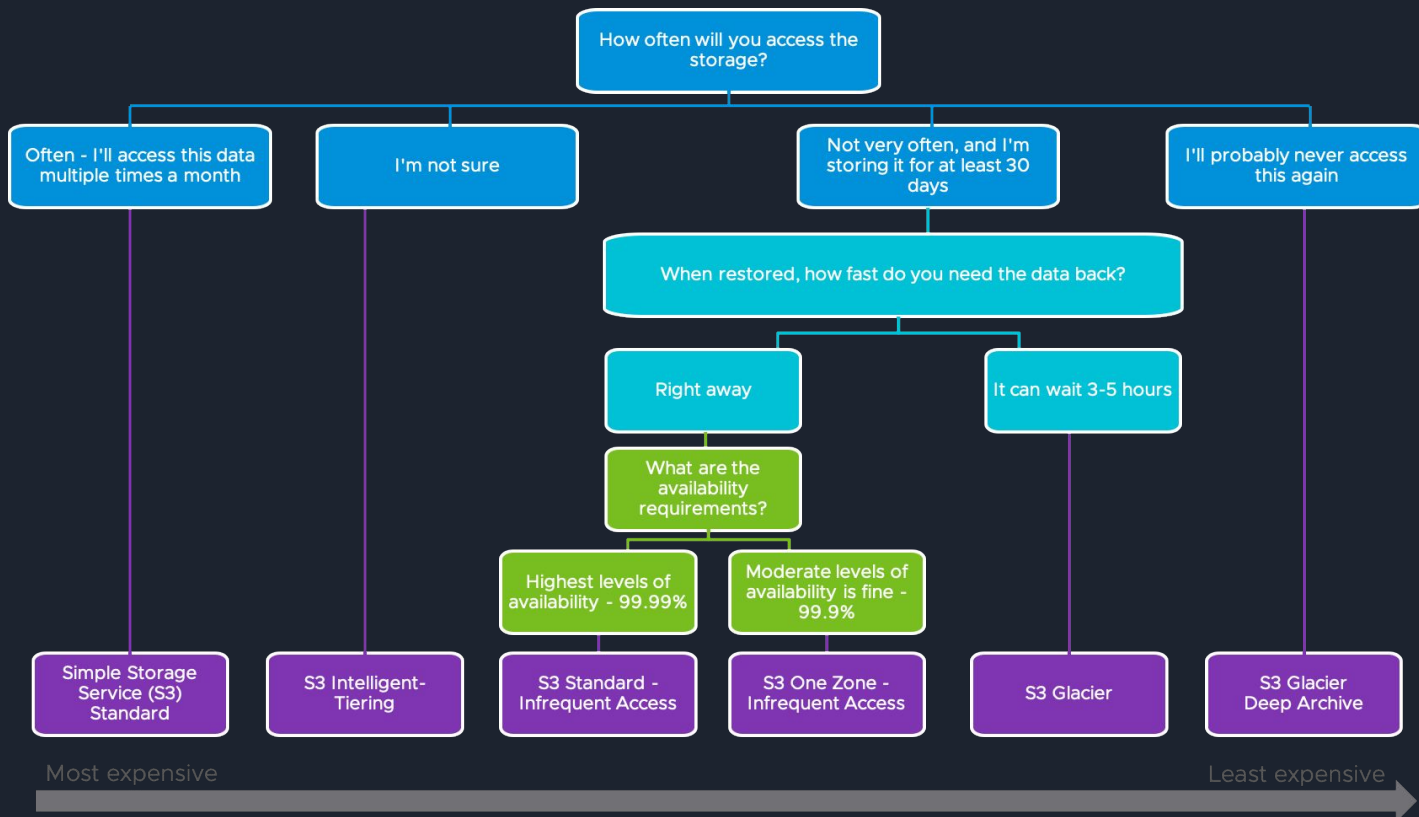 How often will you access the
storage?
Often - I'll access this data
multiple times a month
I'm not sure
Not very often, and I'm
storing it for at least 30
days
I'll probably never access
this again
When restored, how fast do you need the data back?
Right away
It can wait 3-5 hours
What are the
availability
requirements?
Highest levels of
availability - 99.99%
Moderate levels of
availability is fine -
99.9%
Simple Storage
Service (S3)
Standard
S3 Intelligent-
Tiering
S3 Standard -
Infrequent Access
S3 One Zone -
Infrequent Access
S3 Glacier
S3 Glacier
Deep Archive
Most expensive
Least expensive